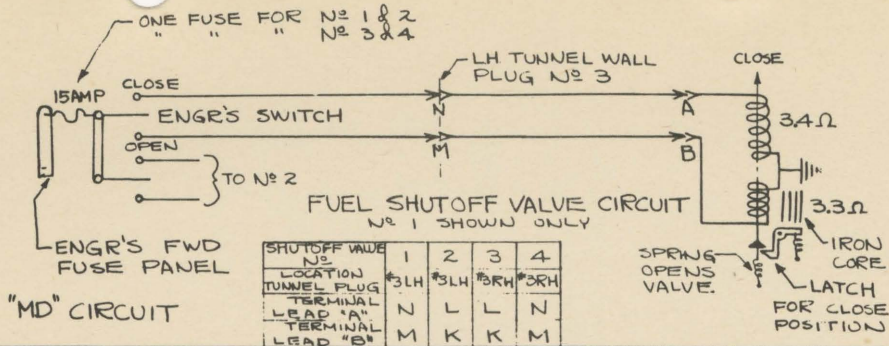 ONE FUSE FOR Nº 1 & 2
" " " Nº 3 & 4
LH TUNNEL WALL
PLUG Nº 3
CLOSE
15AMP
CLOSE
N
A
3.4 Ω
ENGR'S SWITCH
OPEN
M
B
TO Nº 2
3.3 Ω
FUEL SHUTOFF VALVE CIRCUIT
Nº 1 SHOWN ONLY
ENGR'S FWD
FUSE PANEL
SPRING
OPENS
VALVE.
IRON
CORE
LATCH
FOR CLOSE
POSITION
"MD" CIRCUIT
SHUTOFF VALVE Nº 1 2 3 4
LOCATION TUNNEL PLUG #3LH #3LH #3RH #3RH
TERMINAL LEAD "A" N L L N
TERMINAL LEAD "B" M K K M